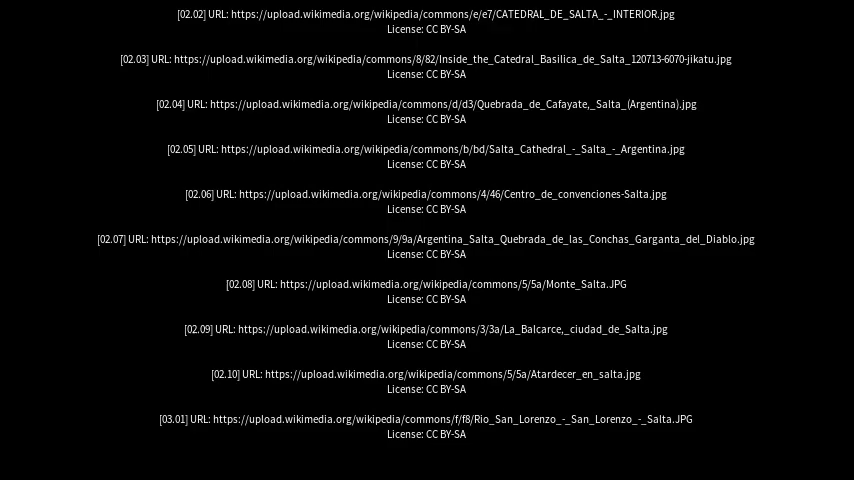 [02.02] URL: https://upload.wikimedia.org/wikipedia/commons/e/e7/CATEDRAL_DE_SALTA_-_INTERIOR.jpg
License: CC BY-SA
[02.03] URL: https://upload.wikimedia.org/wikipedia/commons/8/82/Inside_the_Catedral_Basilica_de_Salta_120713-6070-jikatu.jpg
License: CC BY-SA
[02.04] URL: https://upload.wikimedia.org/wikipedia/commons/d/d3/Quebrada_de_Cafayate,_Salta_(Argentina).jpg
License: CC BY-SA
[02.05] URL: https://upload.wikimedia.org/wikipedia/commons/b/bd/Salta_Cathedral_-_Salta_-_Argentina.jpg
License: CC BY-SA
[02.06] URL: https://upload.wikimedia.org/wikipedia/commons/4/46/Centro_de_convenciones-Salta.jpg
License: CC BY-SA
[02.07] URL: https://upload.wikimedia.org/wikipedia/commons/9/9a/Argentina_Salta_Quebrada_de_las_Conchas_Garganta_del_Diablo.jpg
License: CC BY-SA
[02.08] URL: https://upload.wikimedia.org/wikipedia/commons/5/5a/Monte_Salta.JPG
License: CC BY-SA
[02.09] URL: https://upload.wikimedia.org/wikipedia/commons/3/3a/La_Balcarce,_ciudad_de_Salta.jpg
License: CC BY-SA
[02.10] URL: https://upload.wikimedia.org/wikipedia/commons/5/5a/Atardecer_en_salta.jpg
License: CC BY-SA
[03.01] URL: https://upload.wikimedia.org/wikipedia/commons/f/f8/Rio_San_Lorenzo_-_San_Lorenzo_-_Salta.JPG
License: CC BY-SA